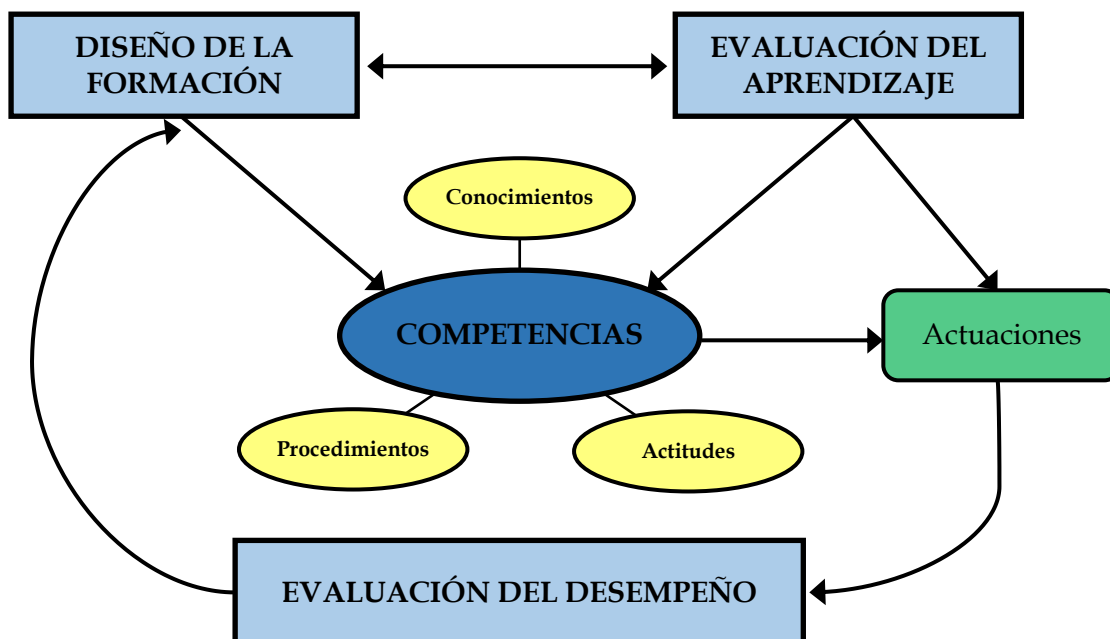 DISEÑO DE LA
FORMACIÓN
EVALUACIÓN DEL
APRENDIZAJE
Conocimientos
COMPETENCIAS
Actuaciones
Procedimientos
Actitudes
EVALUACIÓN DEL DESEMPEÑO